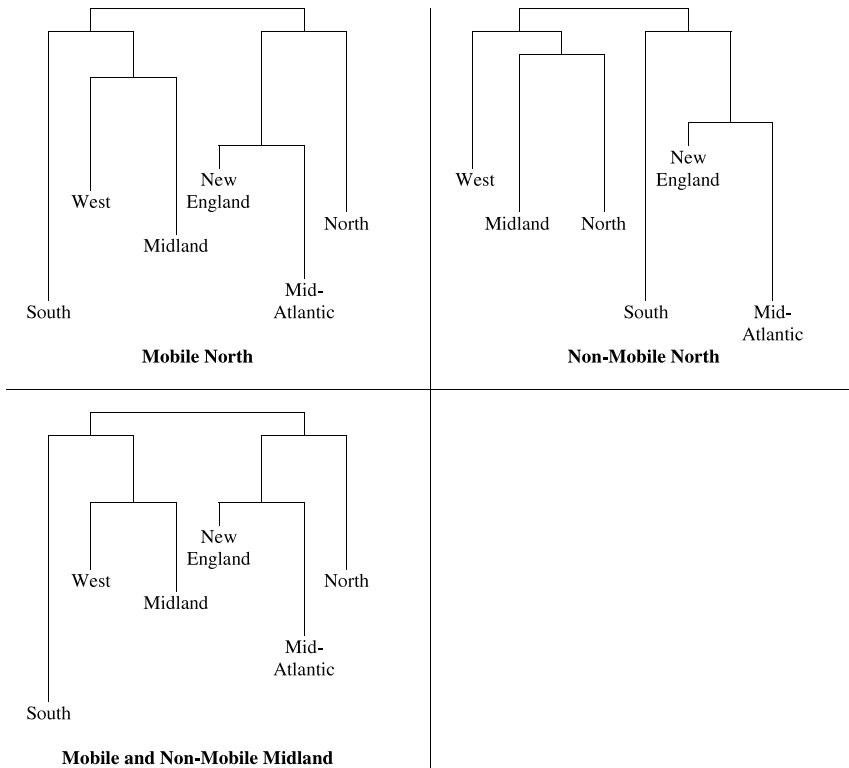 New
England
West
North
Midland
Mid-
Atlantic
South
Mobile North
New
England
West
Midland
North
South
Mid-
Atlantic
Non-Mobile North
New
England
West
North
Midland
Mid-
Atlantic
South
Mobile and Non-Mobile Midland